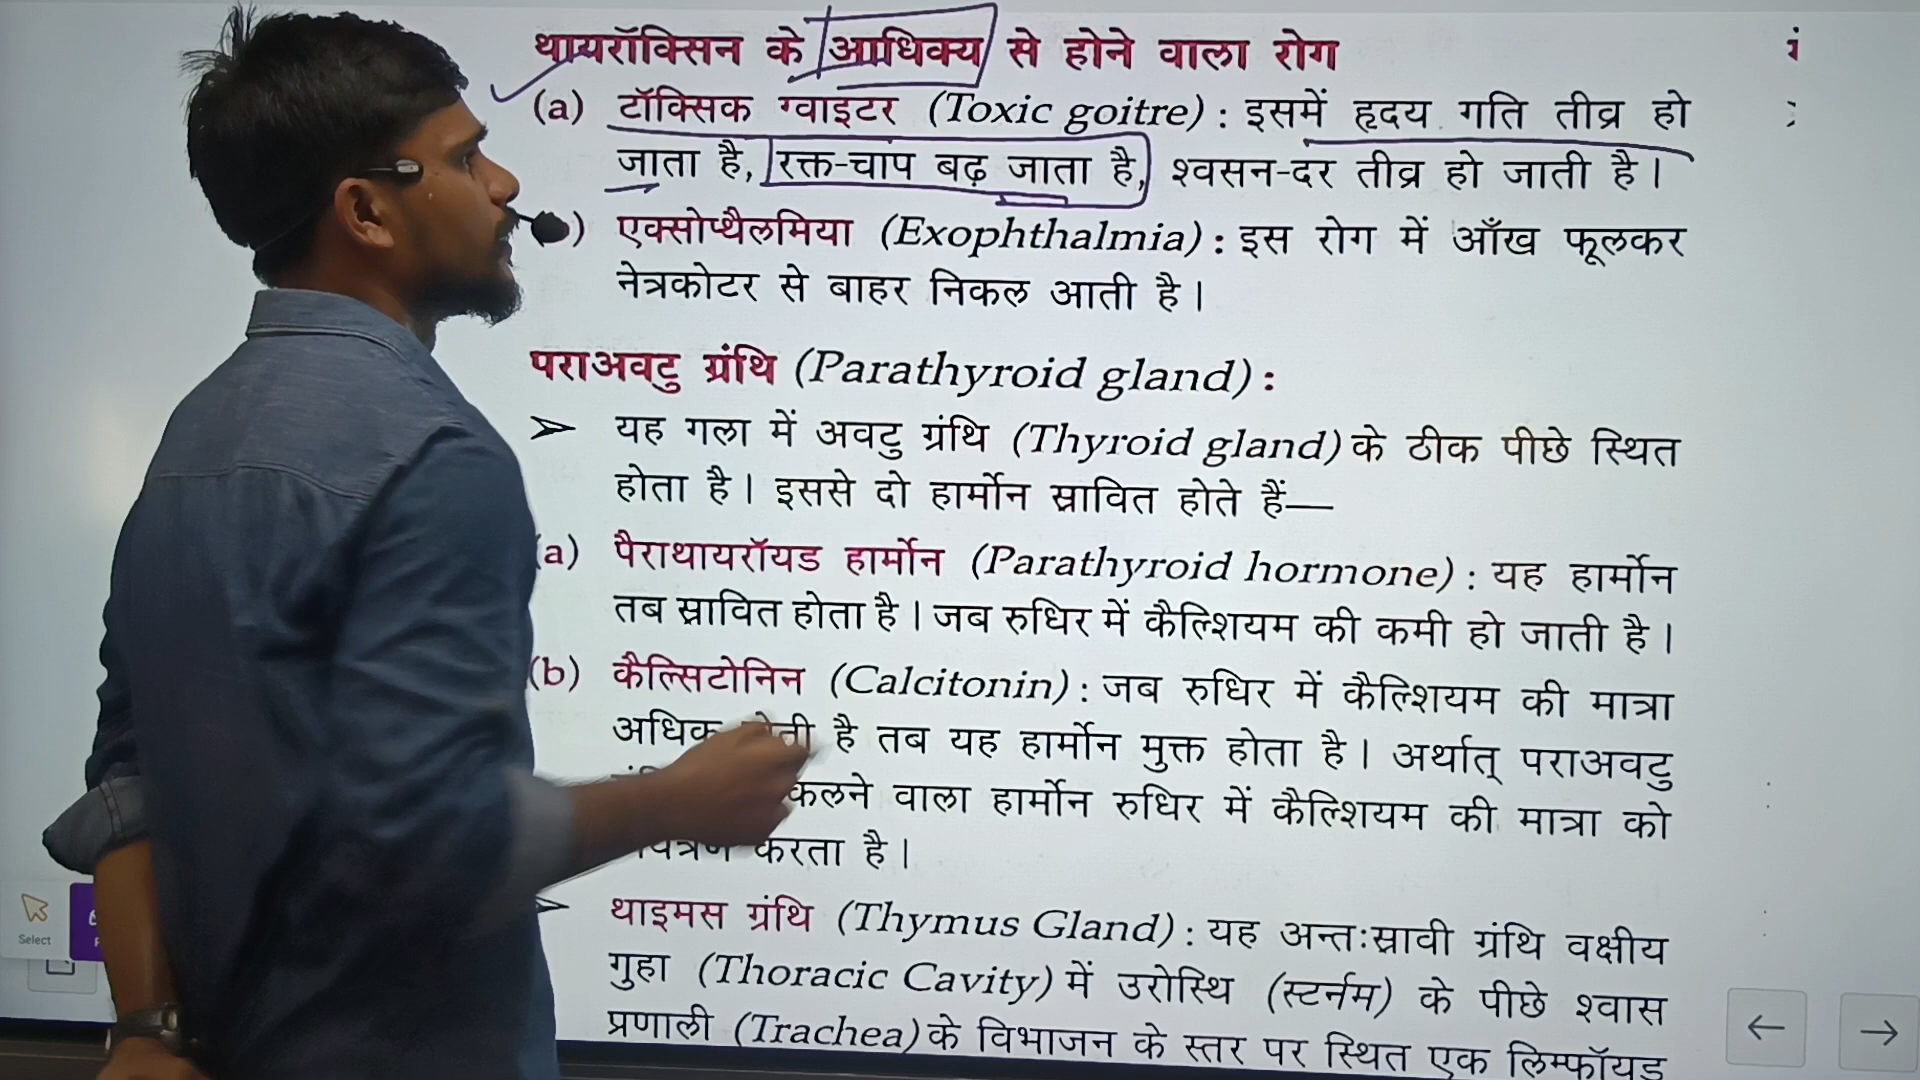 थायरॉक्सिन के आधिक्य से होने वाला रोग
(a) टॉक्सिक ग्वाइटर (Toxic goitre) : इसमें हृदय गति तीव्र हो
जाता है, रक्त-चाप बढ़ जाता है, श्वसन-दर तीव्र हो जाती है।
) एक्सोप्थैलमिया (Exophthalmia) : इस रोग में आँख फूलकर
नेत्रकोटर से बाहर निकल आती है।
पराअवटु ग्रंथि (Parathyroid gland) :
➢ यह गला में अवटु ग्रंथि (Thyroid gland) के ठीक पीछे स्थित
होता है। इससे दो हार्मोन स्रावित होते हैं—
(a) पैराथायरॉयड हार्मोन (Parathyroid hormone) : यह हार्मोन
तब स्रावित होता है। जब रुधिर में कैल्शियम की कमी हो जाती है।
(b) कैल्सिटोनिन (Calcitonin) : जब रुधिर में कैल्शियम की मात्रा
अधिक है तब यह हार्मोन मुक्त होता है। अर्थात् पराअवटु
वाला हार्मोन रुधिर में कैल्शियम की मात्रा को
करता है।
➢ थाइमस ग्रंथि (Thymus Gland) : यह अन्तःस्रावी ग्रंथि वक्षीय
गुहा (Thoracic Cavity) में उरोस्थि (स्टर्नम) के पीछे श्वास
प्रणाली (Trachea) के विभाजन के स्तर पर स्थित एक लिम्फॉयड
Select